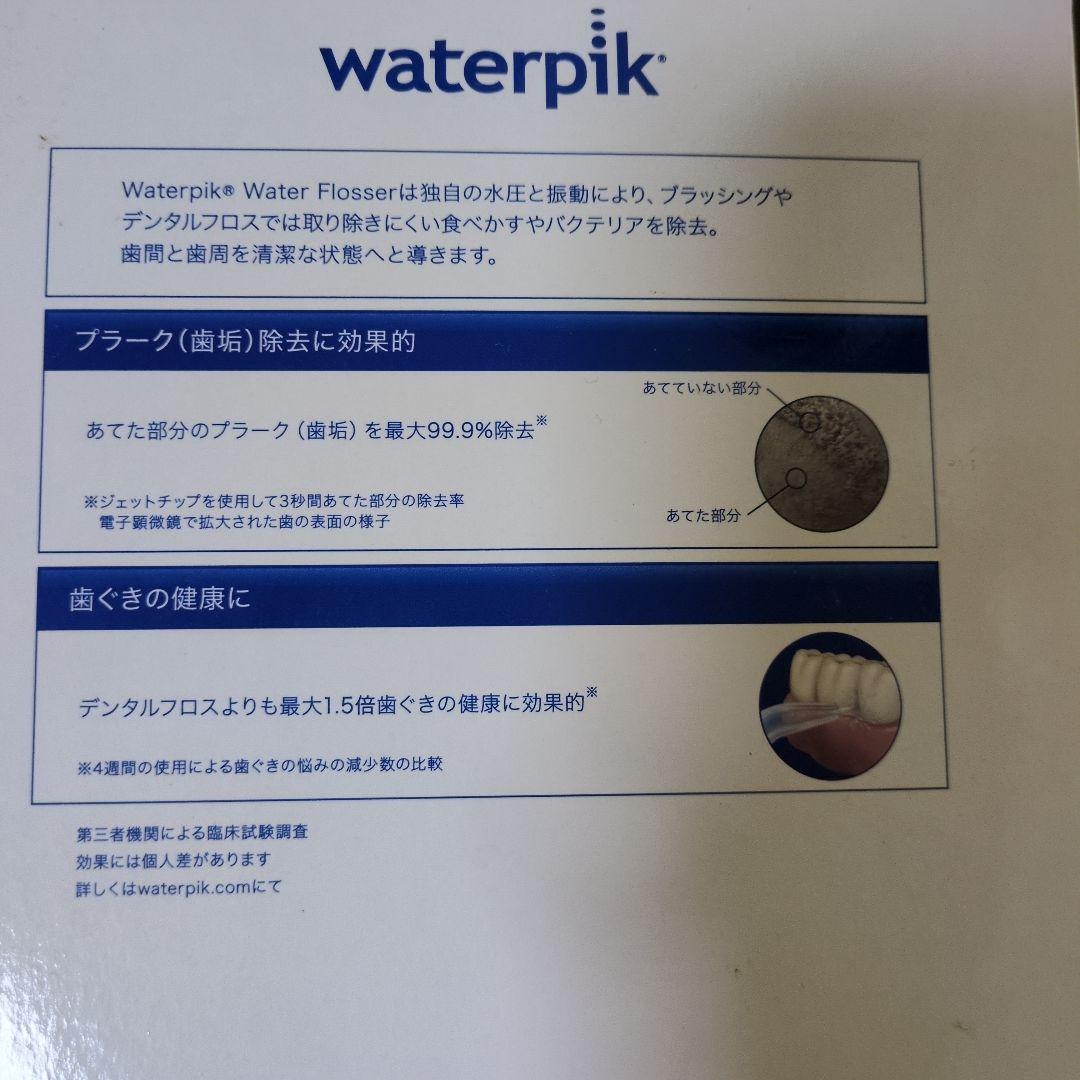 waterpik®
Waterpik® Water Flosserは独自の水圧と振動により、ブラッシングや
デンタルフロスでは取り除きにくい食べかすやバクテリアを除去。
歯間と歯周を清潔な状態へと導きます。
プラーク(歯垢)除去に効果的
あてていない部分
あてた部分のプラーク(歯垢)を最大99.9%除去※
※ジェットチップを使用して3秒間あてた部分の除去率
電子顕微鏡で拡大された歯の表面の様子
あてた部分
歯ぐきの健康に
デンタルフロスよりも最大1.5倍歯ぐきの健康に効果的※
※4週間の使用による歯ぐきの悩みの減少数の比較
第三者機関による臨床試験調査
効果には個人差があります
詳しくはwaterpik.comにて